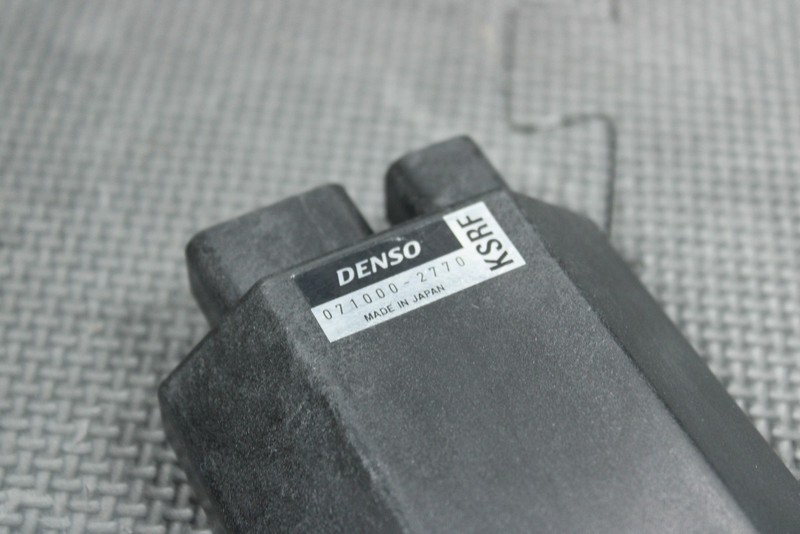 DENSO
071000-2770
MADE IN JAPAN
KSRF